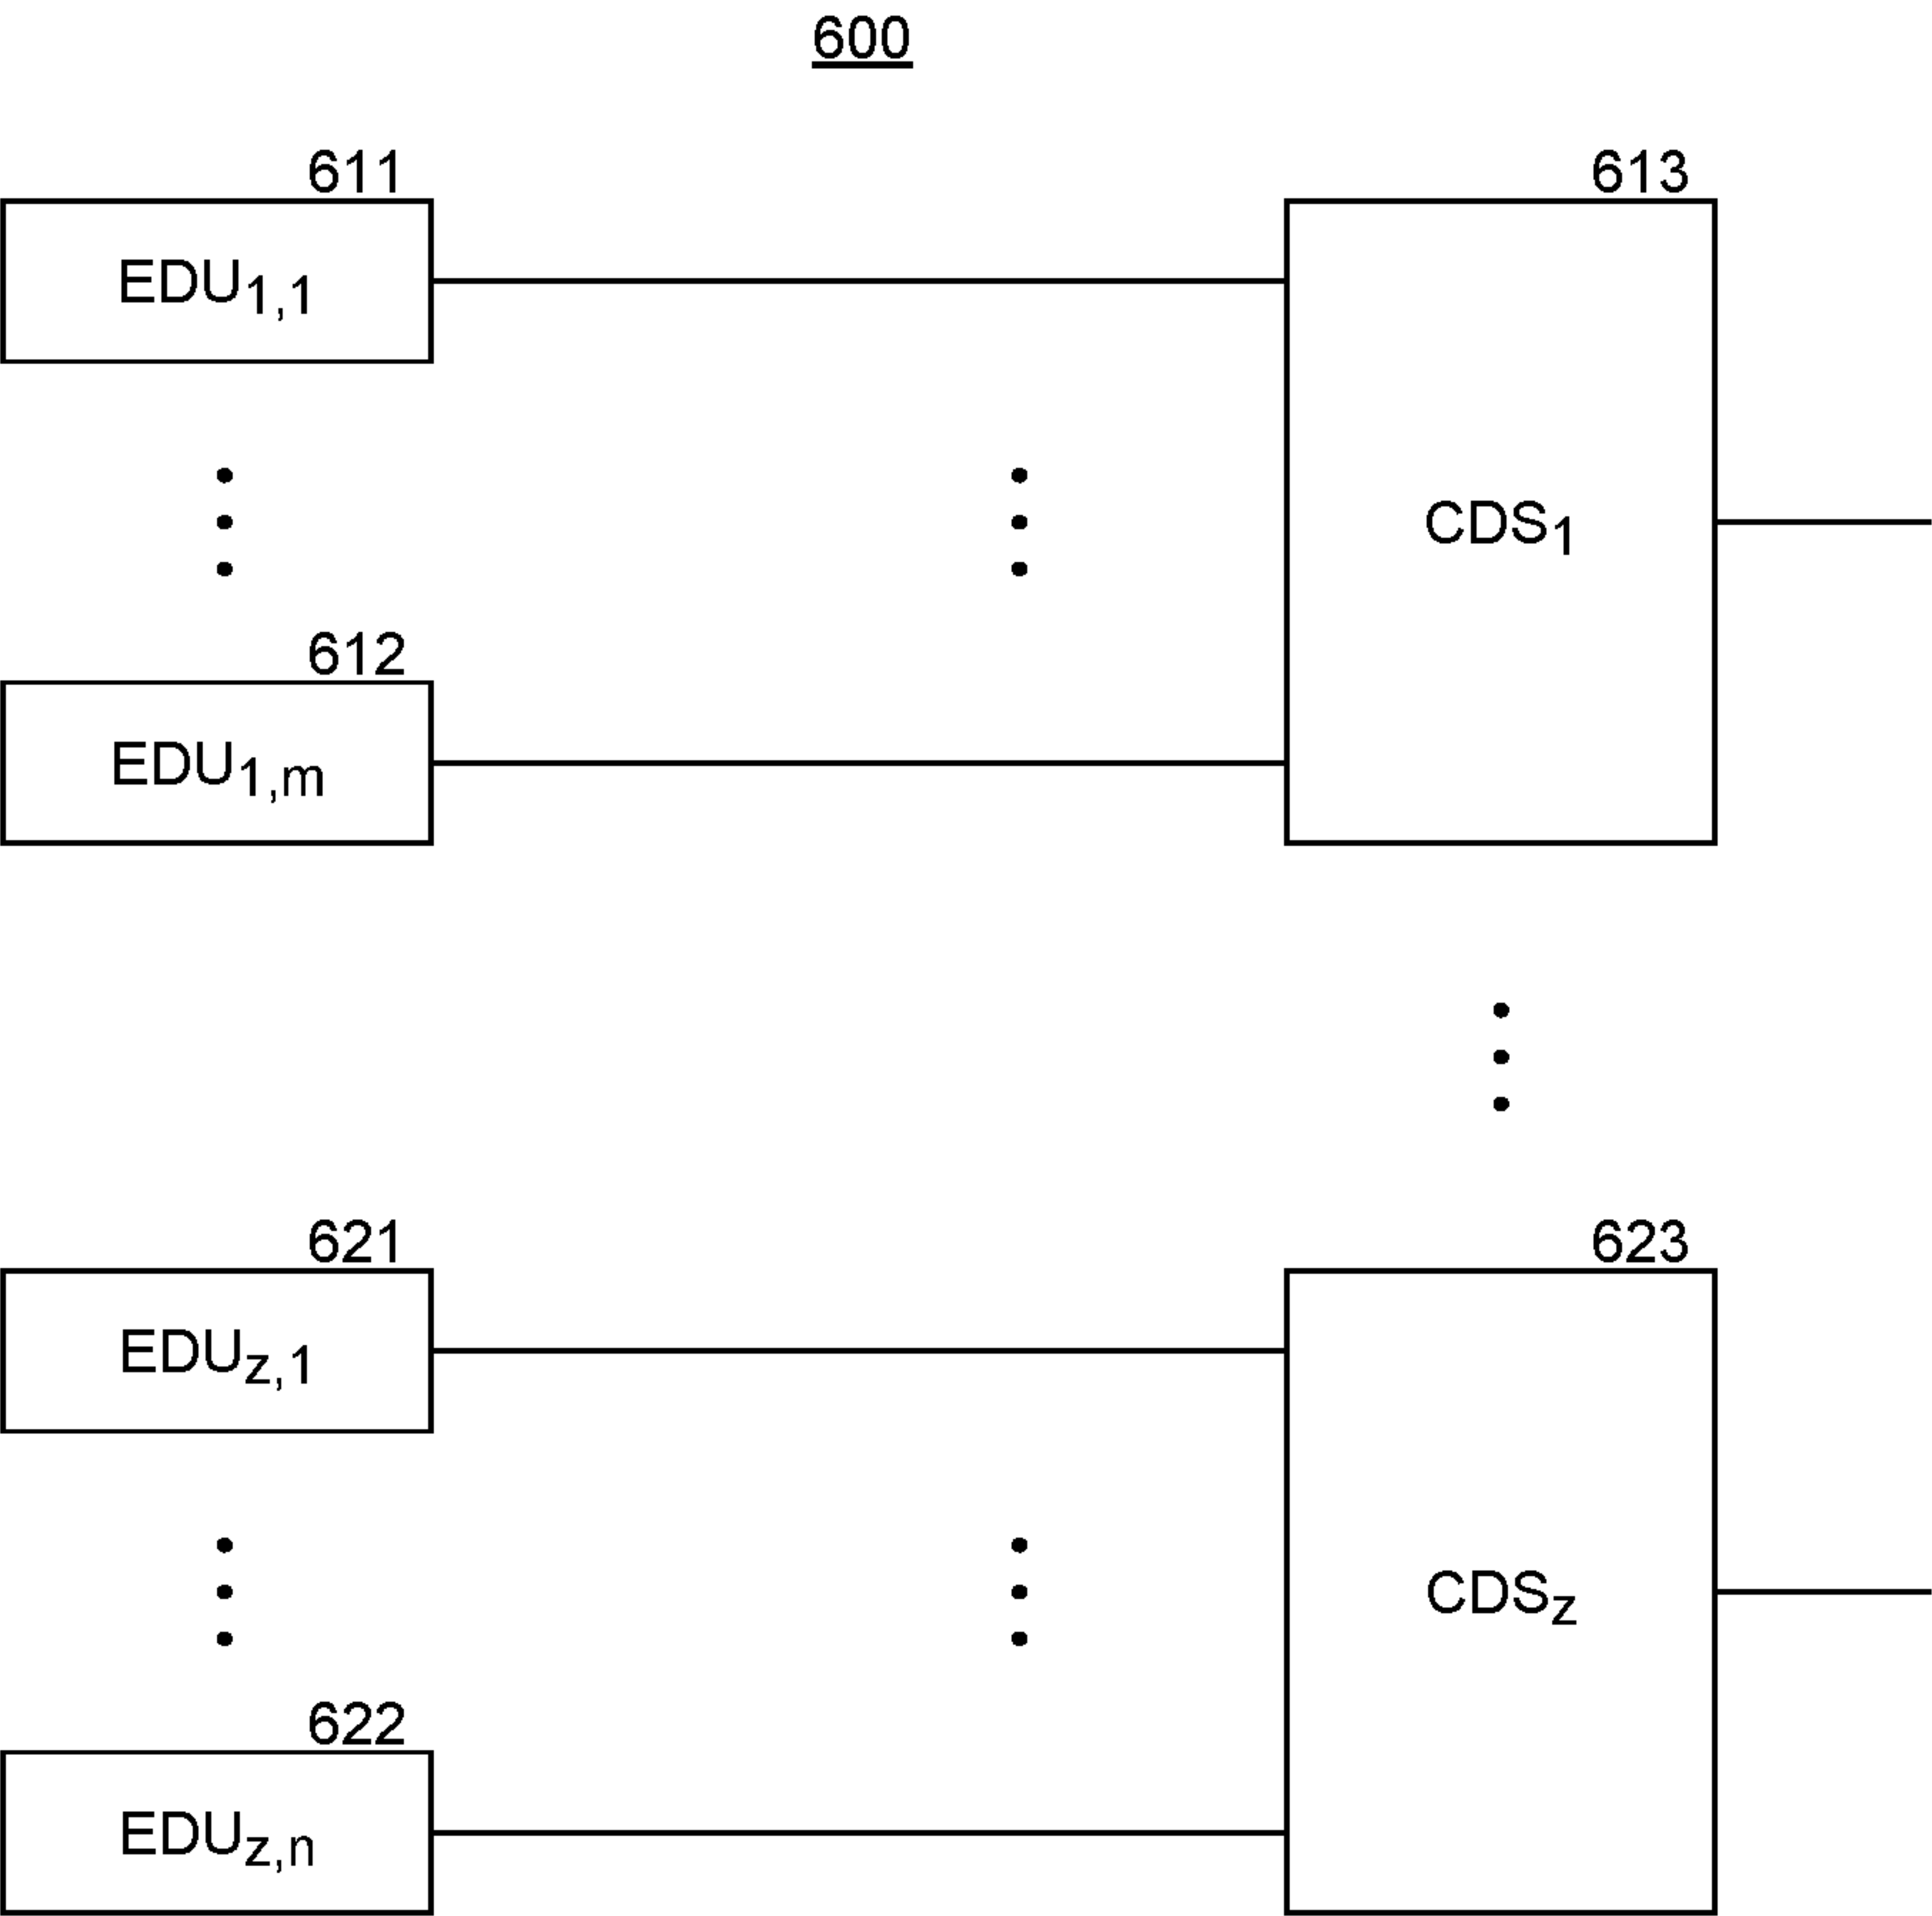 600
611
613
EDU1,1
CDS1
612
EDU1,m
621
623
EDUz,1
CDSz
622
EDUz,n